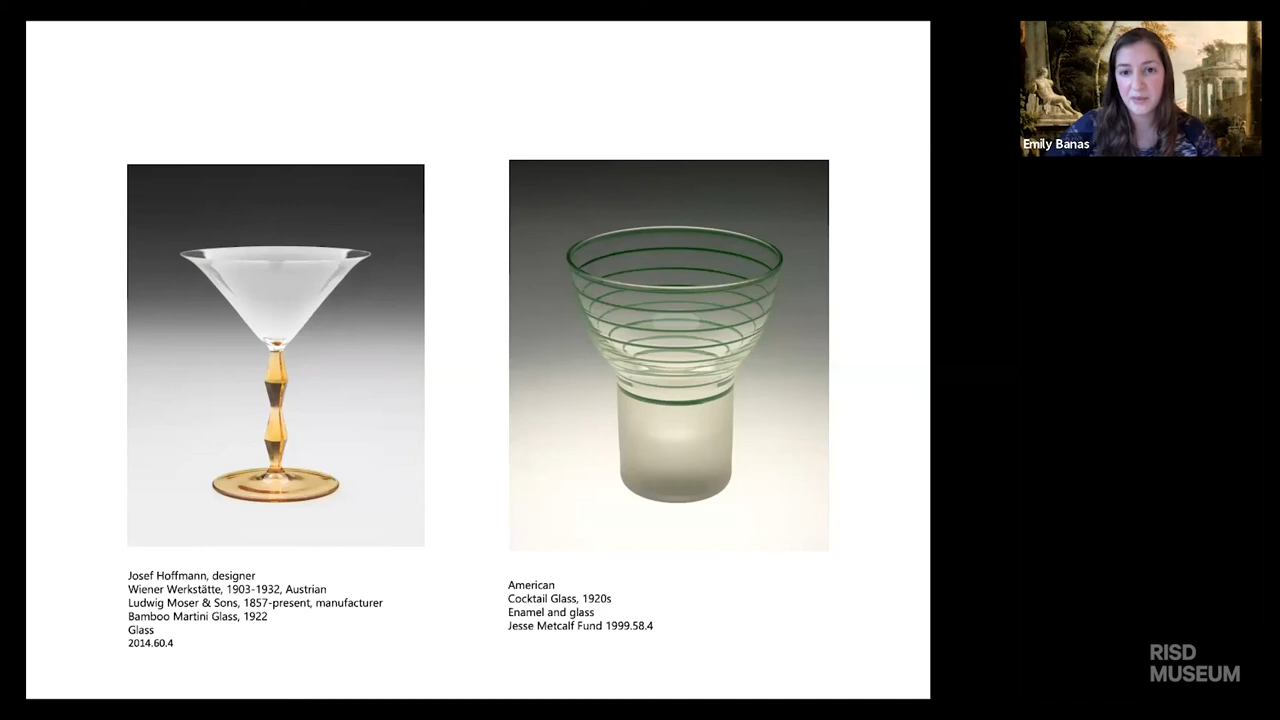 Emily Banas
Josef Hoffmann, designer
Wiener Werkstätte, 1903-1932, Austrian
Ludwig Moser & Sons, 1857-present, manufacturer
Bamboo Martini Glass, 1922
Glass
2014.60.4
American
Cocktail Glass, 1920s
Enamel and glass
Jesse Metcalf Fund 1999.58.4
RISD
MUSEUM